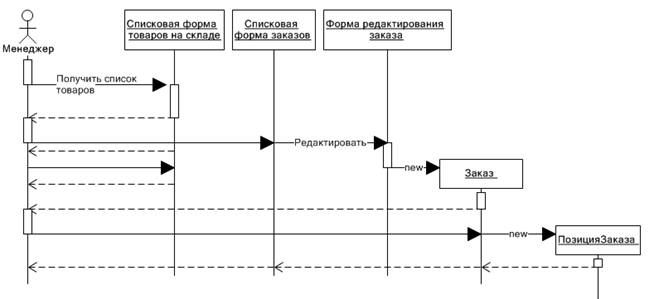 Менеджер
Списковая форма
товаров на складе
Списковая
форма заказов
Форма редактирования
заказа
Получить список
товаров
Редактировать
new
Заказ
new
ПозицияЗаказа